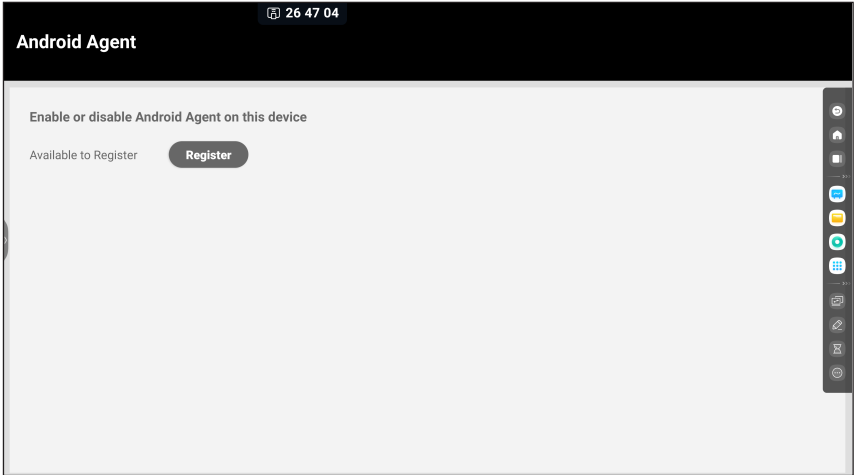 26 47 04
Android Agent
Enable or disable Android Agent on this device
Available to Register
Register